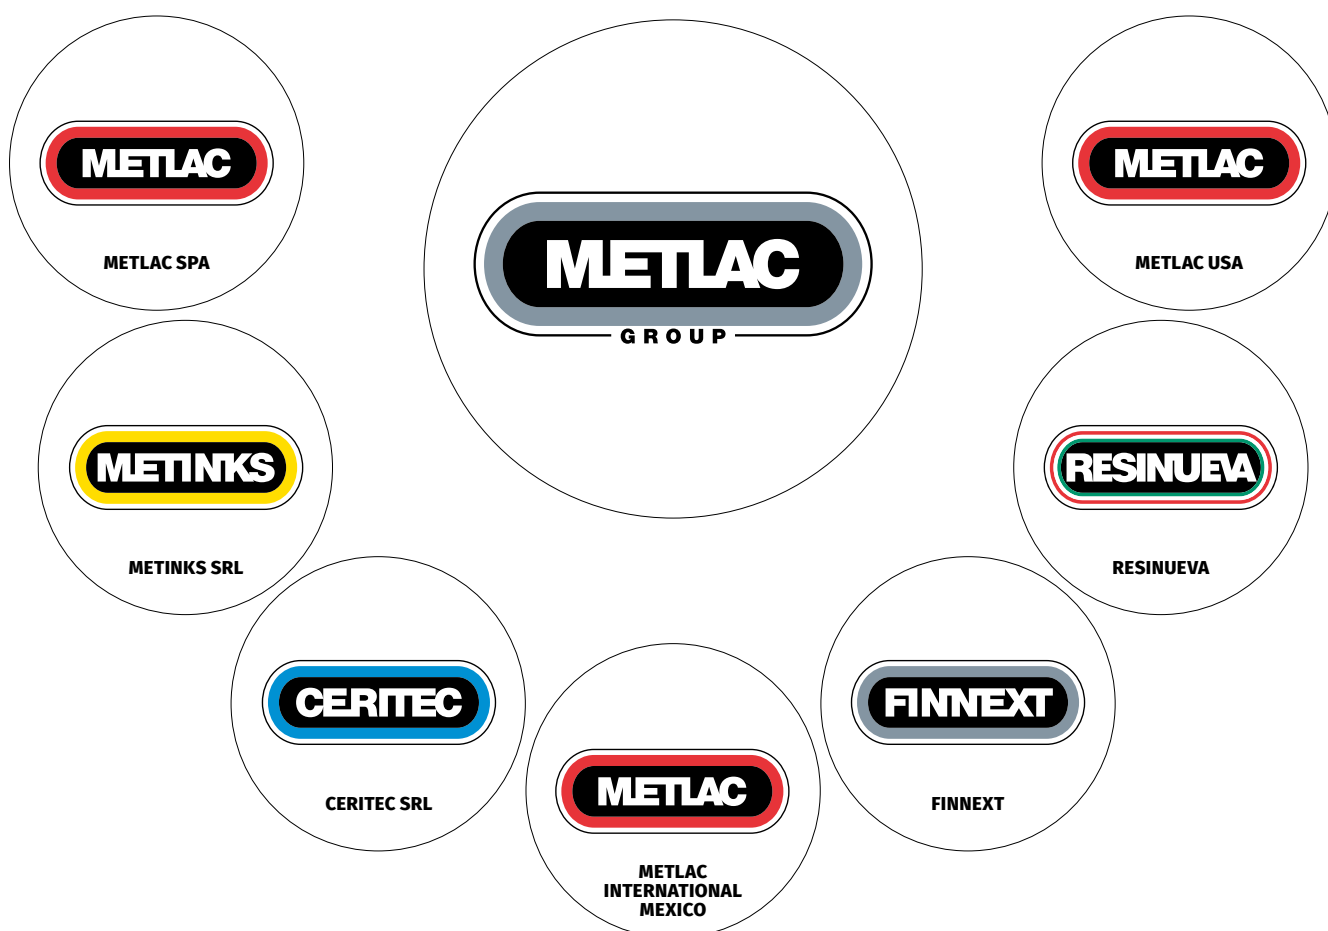 METLAC
METLAC SPA
METLAC
GROUP
METLAC
METLAC USA
METINKS
METINKS SRL
RESINUEVA
RESINUEVA
CERITEC
CERITEC SRL
METLAC
METLAC
INTERNATIONAL
MEXICO
FINNEXT
FINNEXT